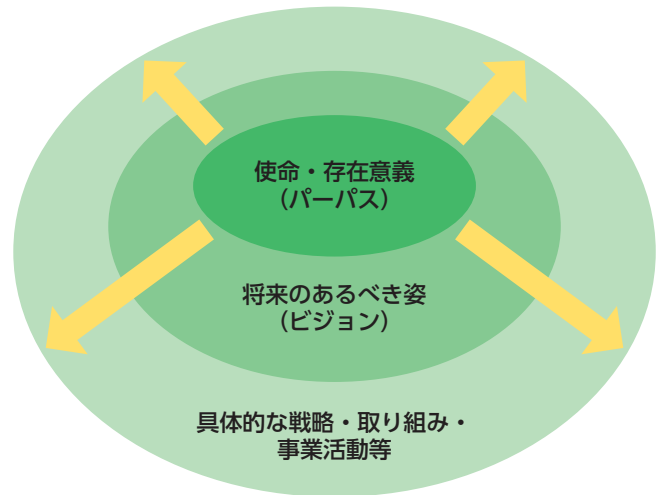 使命・存在意義
（パーパス）
将来のあるべき姿
（ビジョン）
具体的な戦略・取り組み・
事業活動等